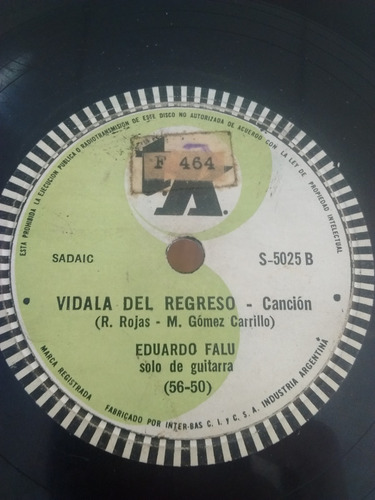 ESTA PROHIBIDA LA EJECUCION PUBLICA O RADIOTRANSMISION DE ESTE DISCO NO AUTORIZADA DE ACUERDO CON LA LEY DE PROPIEDAD INTELECTUAL
F 464
A.
SADAIC
S-5025 B
VIDALA DEL REGRESO - Canción
(R. Rojas - M. Gómez Carrillo)
EDUARDO FALU
solo de guitarra
(56-50)
MARCA REGISTRADA
FABRICADO POR INTER-BAS C. I. y C. S. A. INDUSTRIA ARGENTINA